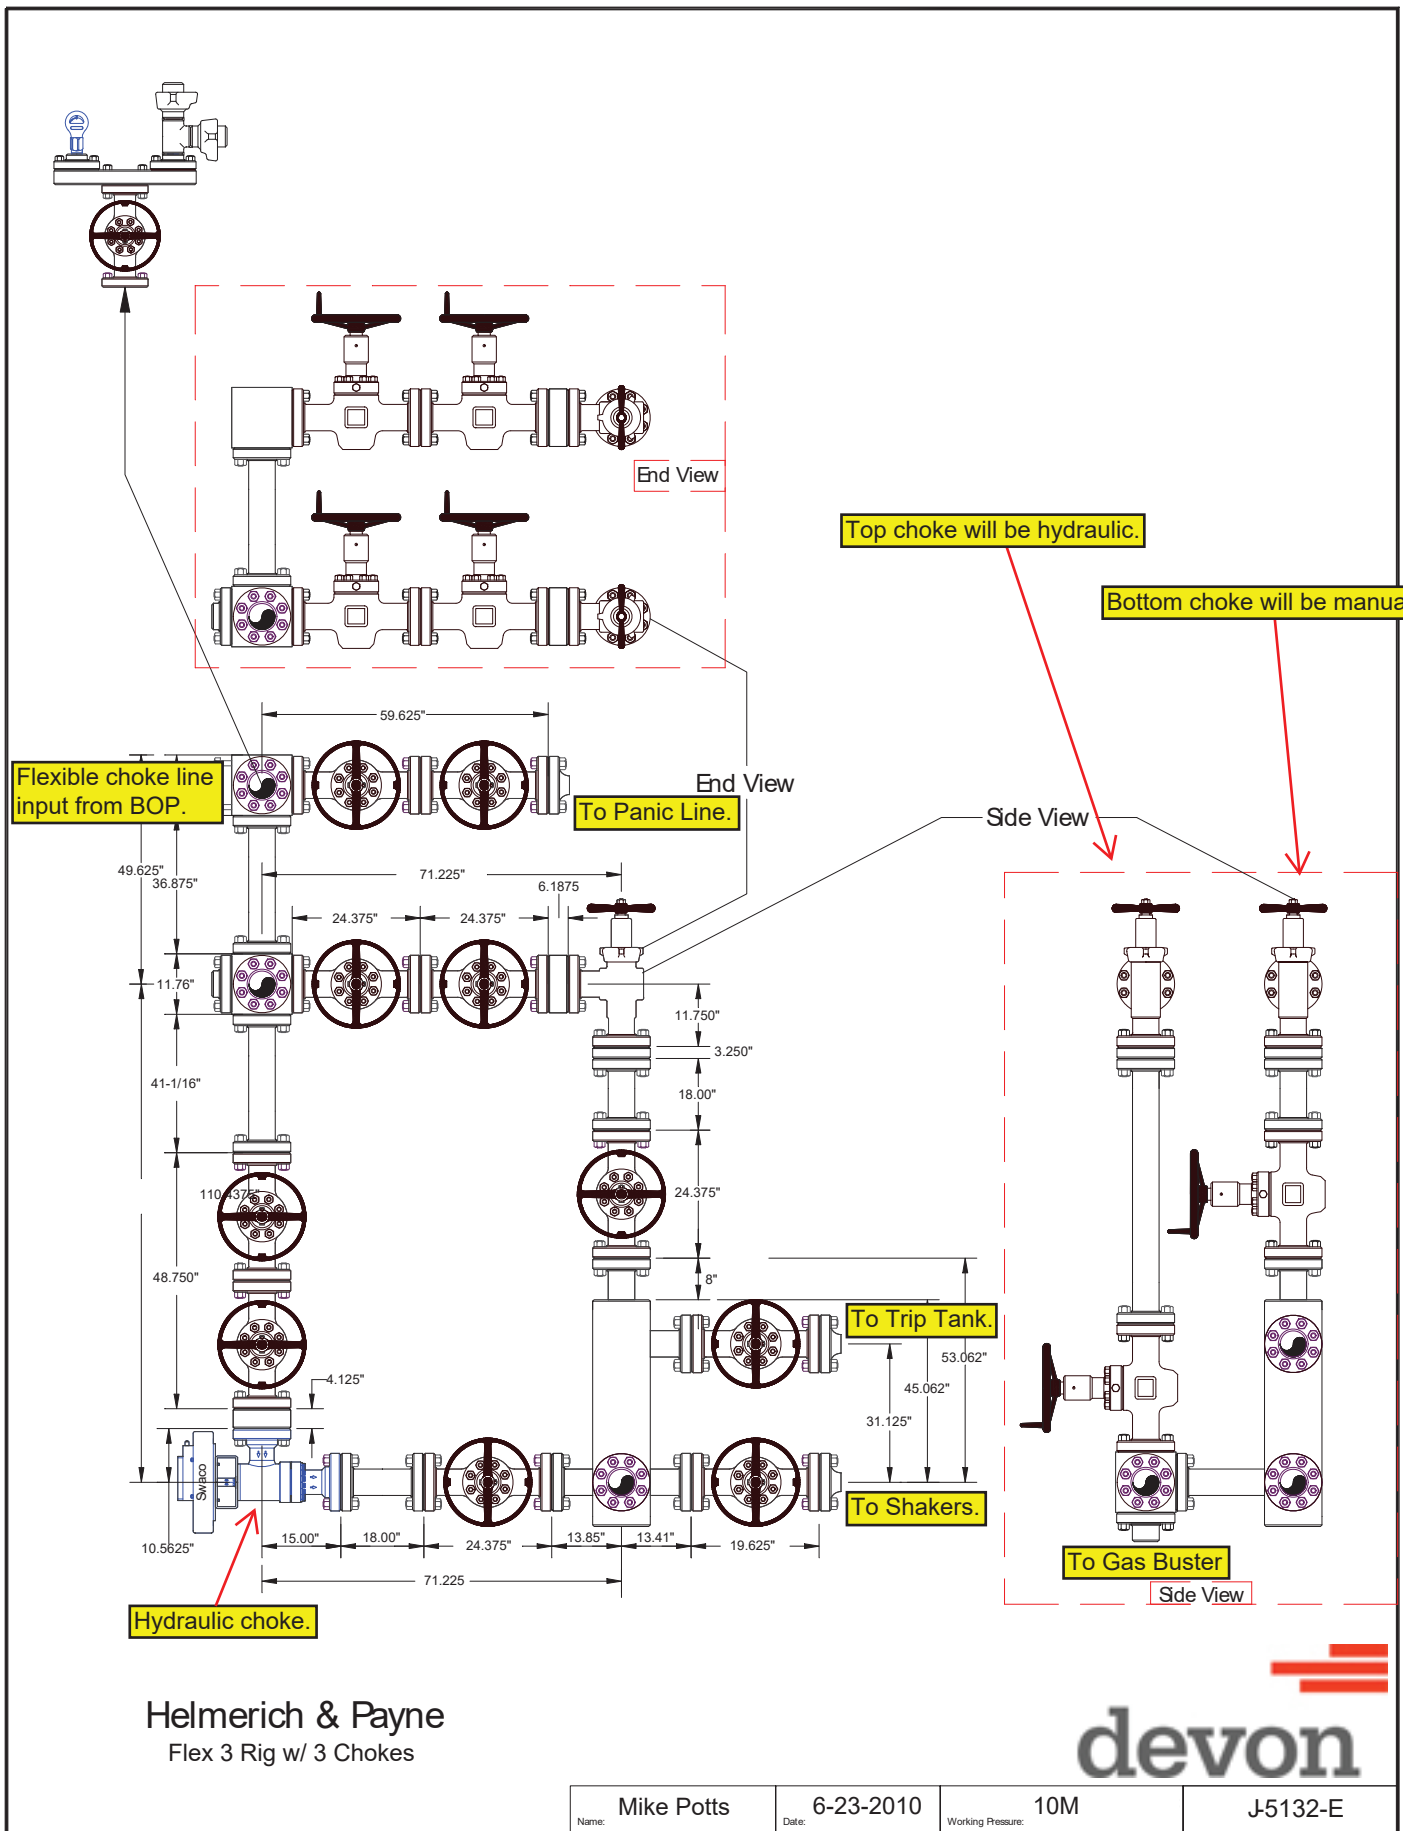 End View
Top choke will be hydraulic.
Bottom choke will be manua
59.625"
Flexible choke line
input from BOP.
End View
To Panic Line.
Side View
49.625"
36.875"
71.225"
6.1875
24.375"
24.375"
11.76"
11.750"
3.250"
41-1/16"
18.00"
110.4375"
24.375"
48.750"
8"
To Trip Tank.
53.062"
4.125"
45.062"
31.125"
Swaco
To Shakers.
10.5625"
15.00"
18.00"
24.375"
13.85"
13.41"
19.625"
To Gas Buster
71.225
Side View
Hydraulic choke.
Helmerich & Payne
Flex 3 Rig w/ 3 Chokes
devon
Name:
Mike Potts
Date:
6-23-2010
Working Pressure:
10M
J-5132-E